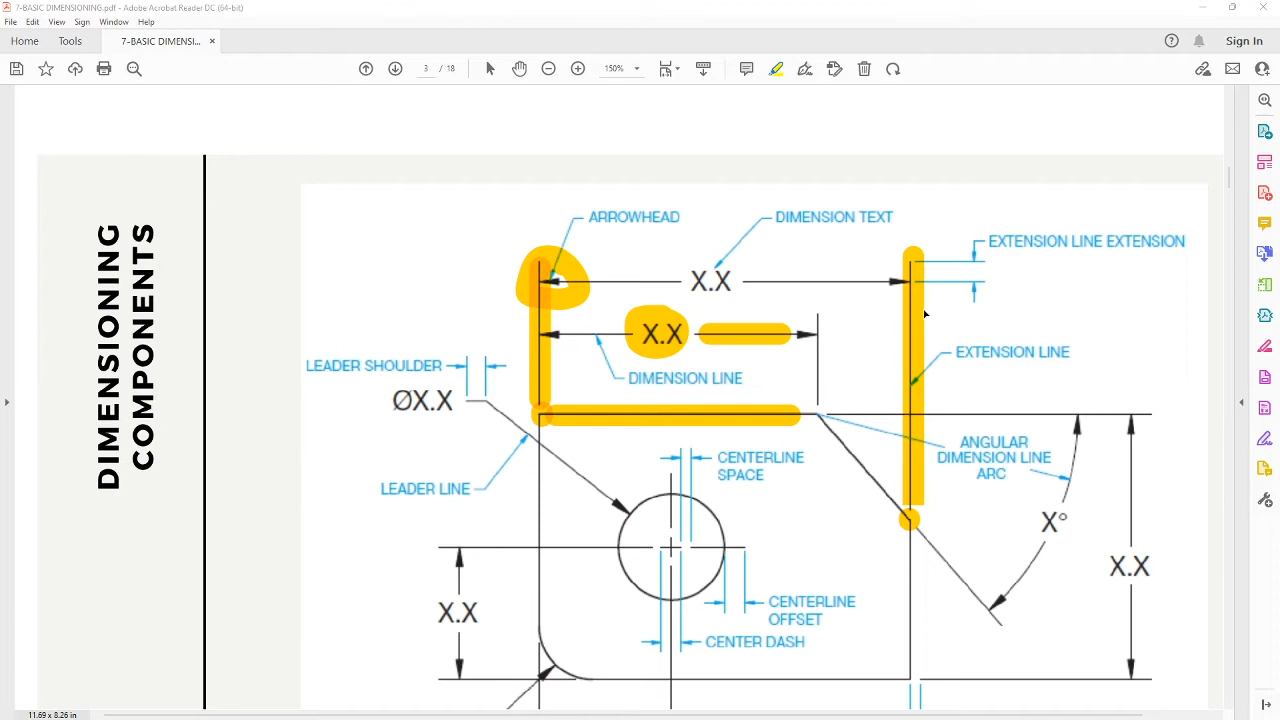 7-BASIC DIMENSIONING.pdf - Adobe Acrobat Reader DC (64-bit)
File Edit View Sign Window Help
Home Tools 7-BASIC DIMENSI... × Sign In
3 / 18 150%
DIMENSIONING
COMPONENTS
ARROWHEAD
DIMENSION TEXT
EXTENSION LINE EXTENSION
X.X
X.X
EXTENSION LINE
LEADER SHOULDER
DIMENSION LINE
ØX.X
ANGULAR
DIMENSION LINE
ARC
CENTERLINE
SPACE
LEADER LINE
X°
X.X
X.X
CENTERLINE
OFFSET
CENTER DASH
11.69 x 8.26 in